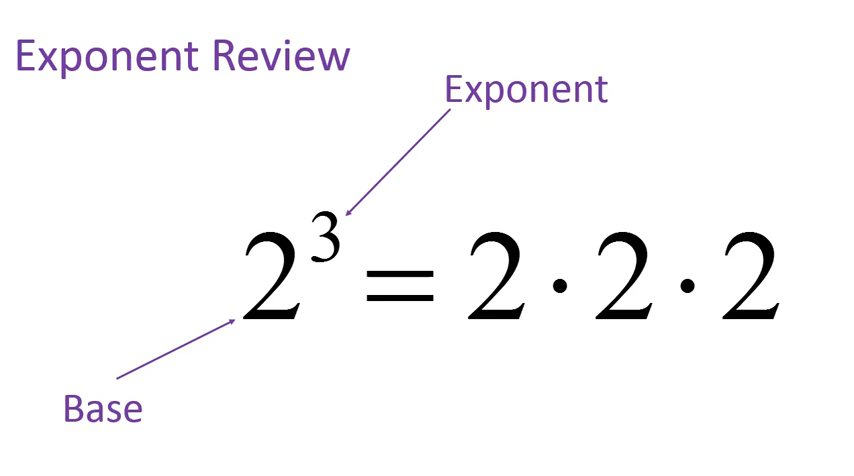 Exponent Review
Exponent
2³ = 2 · 2 · 2
Base